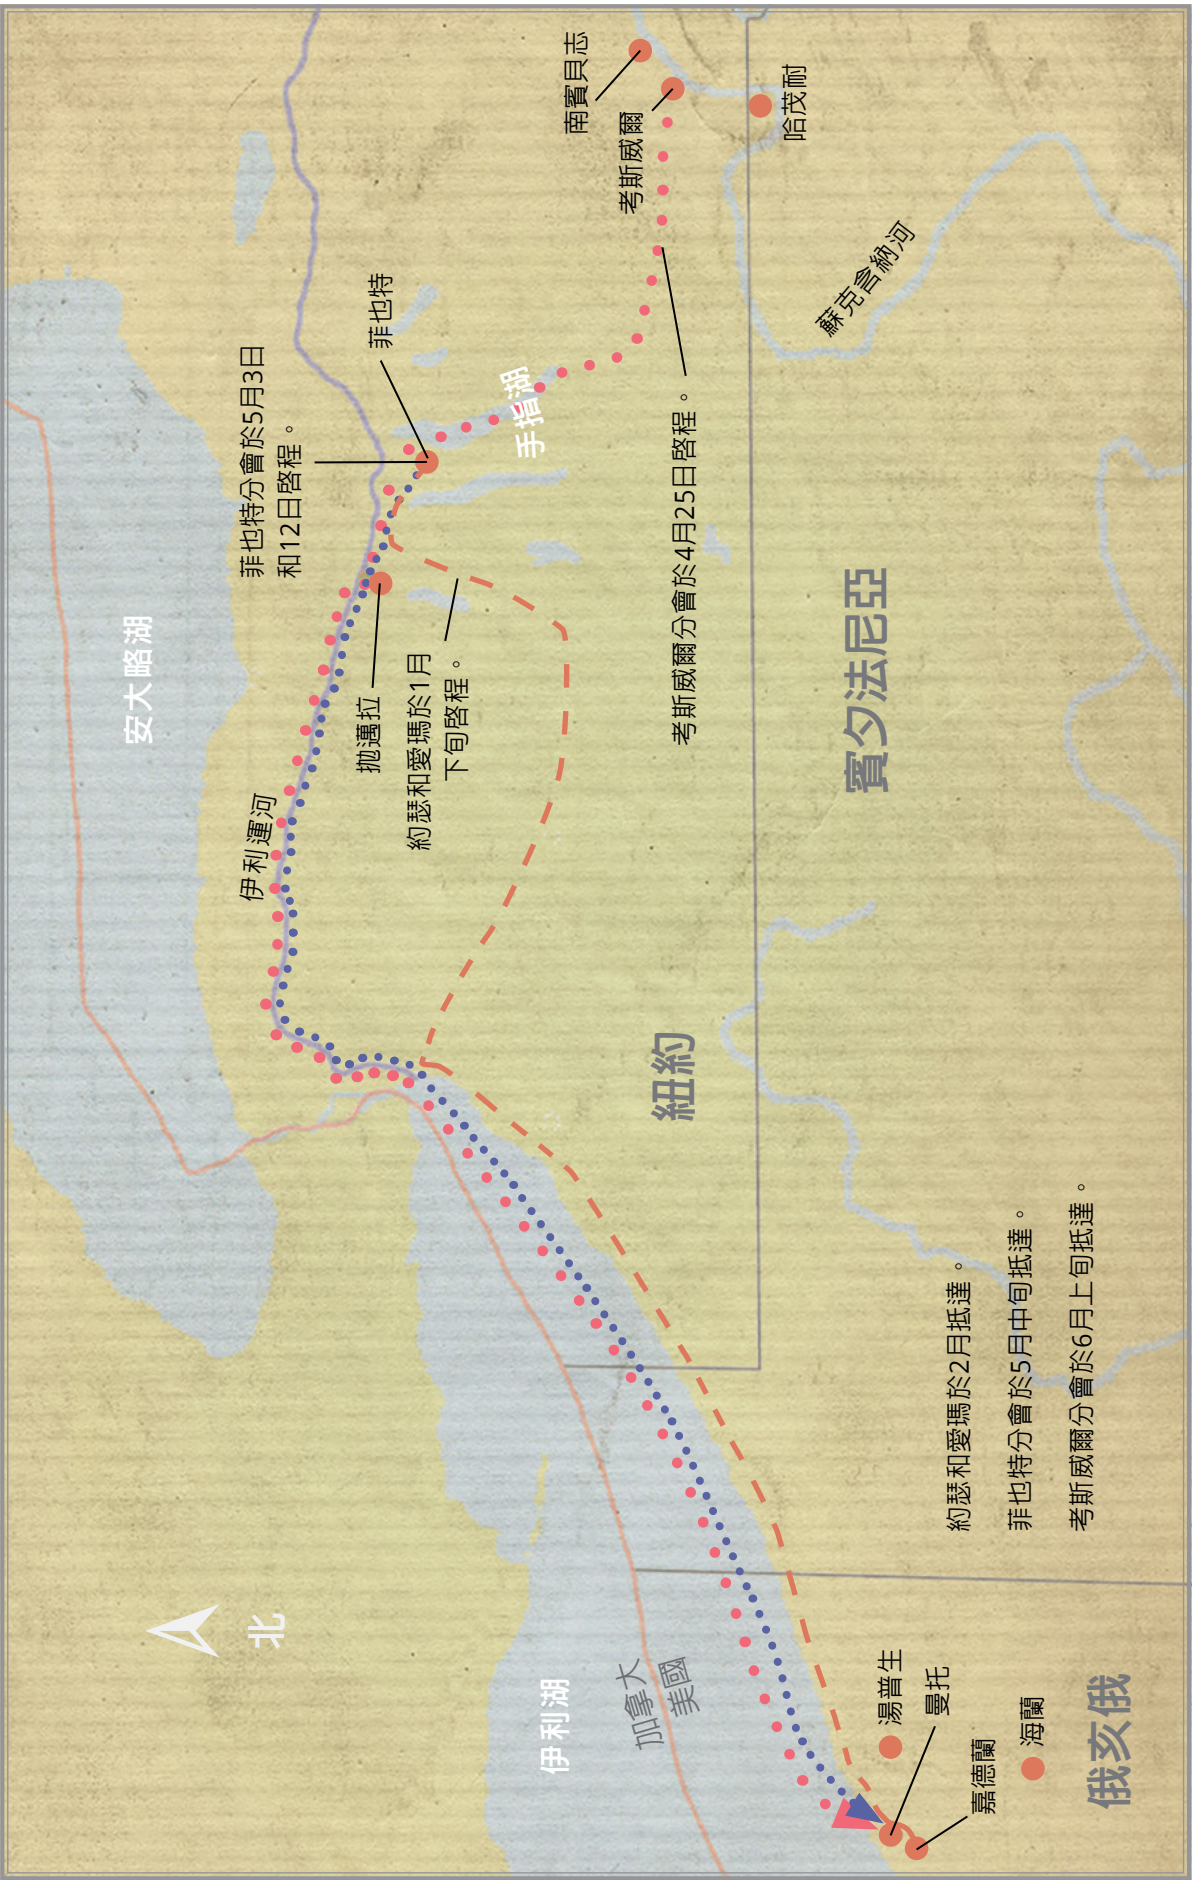 安大略湖
伊利運河
菲也特分會於5月3日
和12日啓程。
菲也特
拋邁拉
約瑟和愛瑪於1月
下旬啓程。
手指湖
南賓貝志
考斯威爾
哈茂耐
考斯威爾分會於4月25日啓程。
蘇克含納河
賓夕法尼亞
紐約
北
伊利湖
加拿大
美國
約瑟和愛瑪於2月抵達。
菲也特分會於5月中旬抵達。
考斯威爾分會於6月上旬抵達。
湯普生
曼托
嘉德蘭
海蘭
俄亥俄